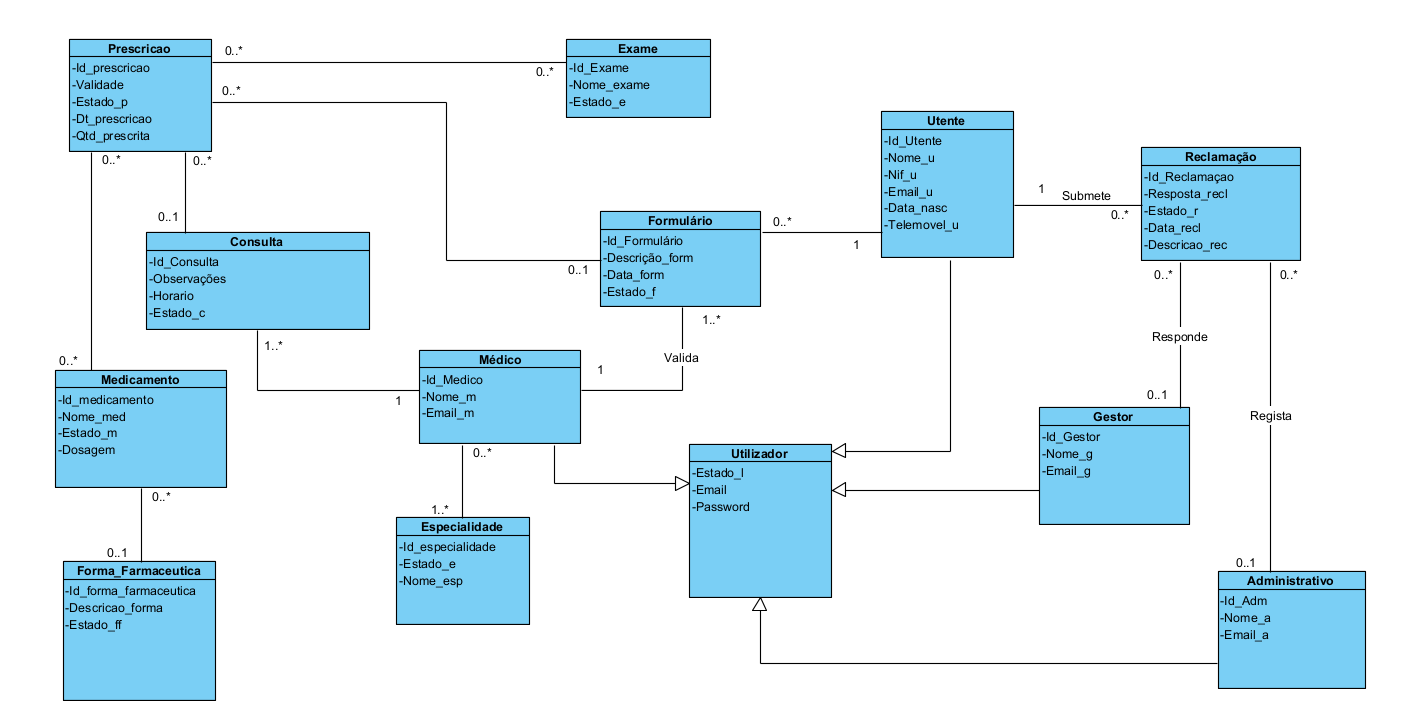 Prescricao
-Id_prescricao
-Validade
-Estado_p
-Dt_prescricao
-Qtd_prescrita
0..*
0..*
Exame
-Id_Exame
-Nome_exame
-Estado_e
0..*
0..1
0..*
0..1
Consulta
-Id_Consulta
-Observações
-Horario
-Estado_c
1..*
1
0..*
0..*
Medicamento
-Id_medicamento
-Nome_med
-Estado_m
-Dosagem
0..*
0..1
Forma_Farmaceutica
-Id_forma_farmaceutica
-Descricao_forma
-Estado_ff
Formulário
-Id_Formulário
-Descrição_form
-Data_form
-Estado_f
0..*
1
1..*
Valida
1
Médico
-Id_Medico
-Nome_m
-Email_m
0..*
1..*
Especialidade
-Id_especialidade
-Estado_e
-Nome_esp
Utente
-Id_Utente
-Nome_u
-Nif_u
-Email_u
-Data_nasc
-Telemovel_u
1
Submete
0..*
Reclamação
-Id_Reclamaçao
-Resposta_recl
-Estado_r
-Data_recl
-Descricao_rec
0..*
Responde
0..1
0..*
Regista
0..1
Gestor
-Id_Gestor
-Nome_g
-Email_g
Utilizador
-Estado_l
-Email
-Password
Administrativo
-Id_Adm
-Nome_a
-Email_a